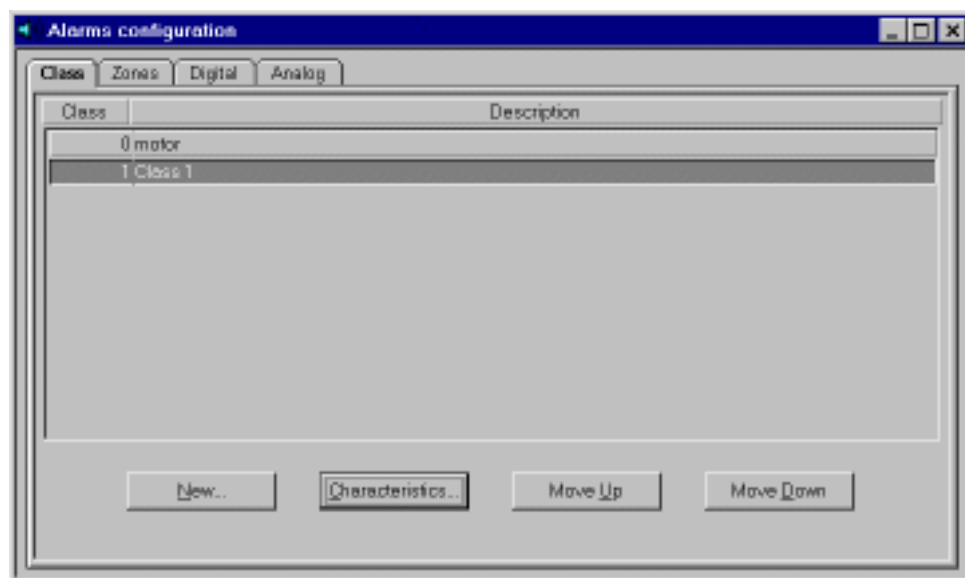 Alarms configuration
Class Zones Digital Analog
Class Description
0 motor
1 Class 1
New... Characteristics... Move Up Move Down